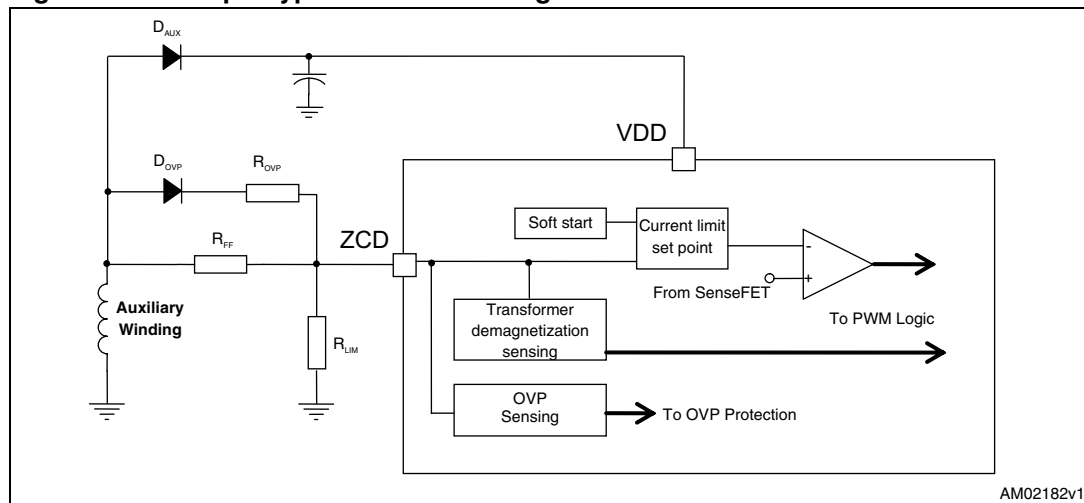 D_AUX
VDD
D_OVP
R_OVP
Soft start
Current limit
set point
ZCD
R_FF
-
+
From SenseFET
Auxiliary
Winding
Transformer
demagnetization
sensing
To PWM Logic
R_LIM
OVP
Sensing
To OVP Protection
AM02182v1